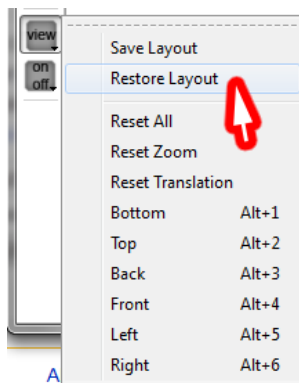 view
on
off
Save Layout
Restore Layout
Reset All
Reset Zoom
Reset Translation
Bottom Alt+1
Top Alt+2
Back Alt+3
Front Alt+4
Left Alt+5
Right Alt+6
A